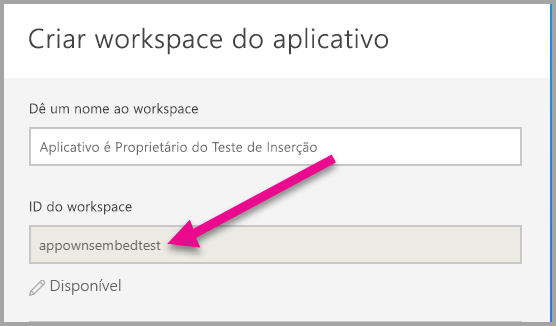 Criar workspace do aplicativo
Dê um nome ao workspace
Aplicativo é Proprietário do Teste de Inserção
ID do workspace
appownsembedtest
Disponível